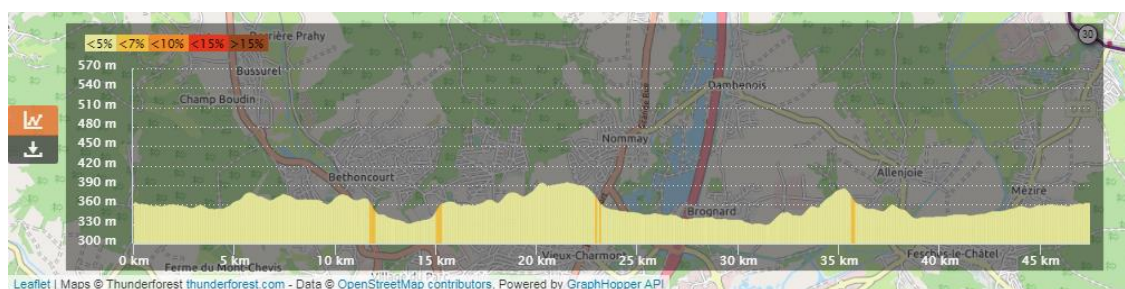 <5% <7% <10% <15% >15%
rrière Prahy
30
570 m
Bussurel
540 m
Dambenois
510 m
Champ Boudin
480 m
Nommay
450 m
420 m
Bethoncourt
Allenjoie
390 m
Mézire
360 m
Brognard
330 m
300 m
0 km 5 km 10 km 15 km 20 km 25 km 30 km 35 km 40 km 45 km
Vieux-Charmon
Fesches-le-Châtel
Ferme du Mont-Chevis
Leaflet | Maps © Thunderforest thunderforest.com - Data © OpenStreetMap contributors, Powered by GraphHopper API